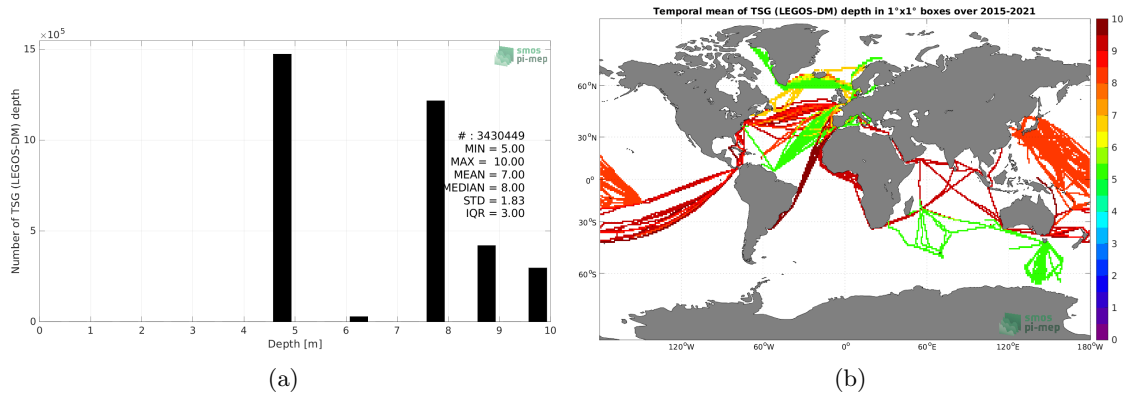 ×10⁵
15
10
5
0
Number of TSG (LEGOS-DM) depth
smos
pi-mep
# : 3430449
MIN = 5.00
MAX = 10.00
MEAN = 7.00
MEDIAN = 8.00
STD = 1.83
IQR = 3.00
0 1 2 3 4 5 6 7 8 9 10
Depth [m]
(a)
Temporal mean of TSG (LEGOS-DM) depth in 1°x1° boxes over 2015-2021
60°N
30°N
0°
30°S
60°S
120°W 60°W 0° 60°E 120°E 180°W
smos
pi-mep
10
9
8
7
6
5
4
3
2
1
0
(b)